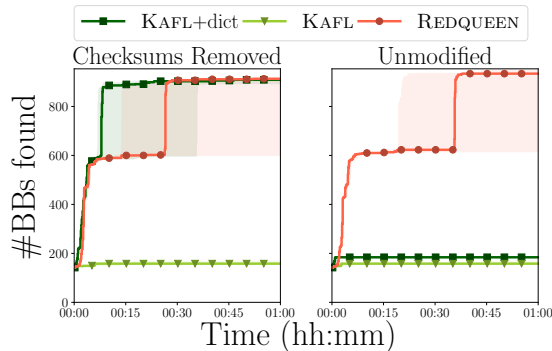 KAFL+dict KAFL REDQUEEN
Checksums Removed Unmodified
#BBs found
800
600
400
200
0
00:00 00:15 00:30 00:45 01:00 00:00 00:15 00:30 00:45 01:00
Time (hh:mm)